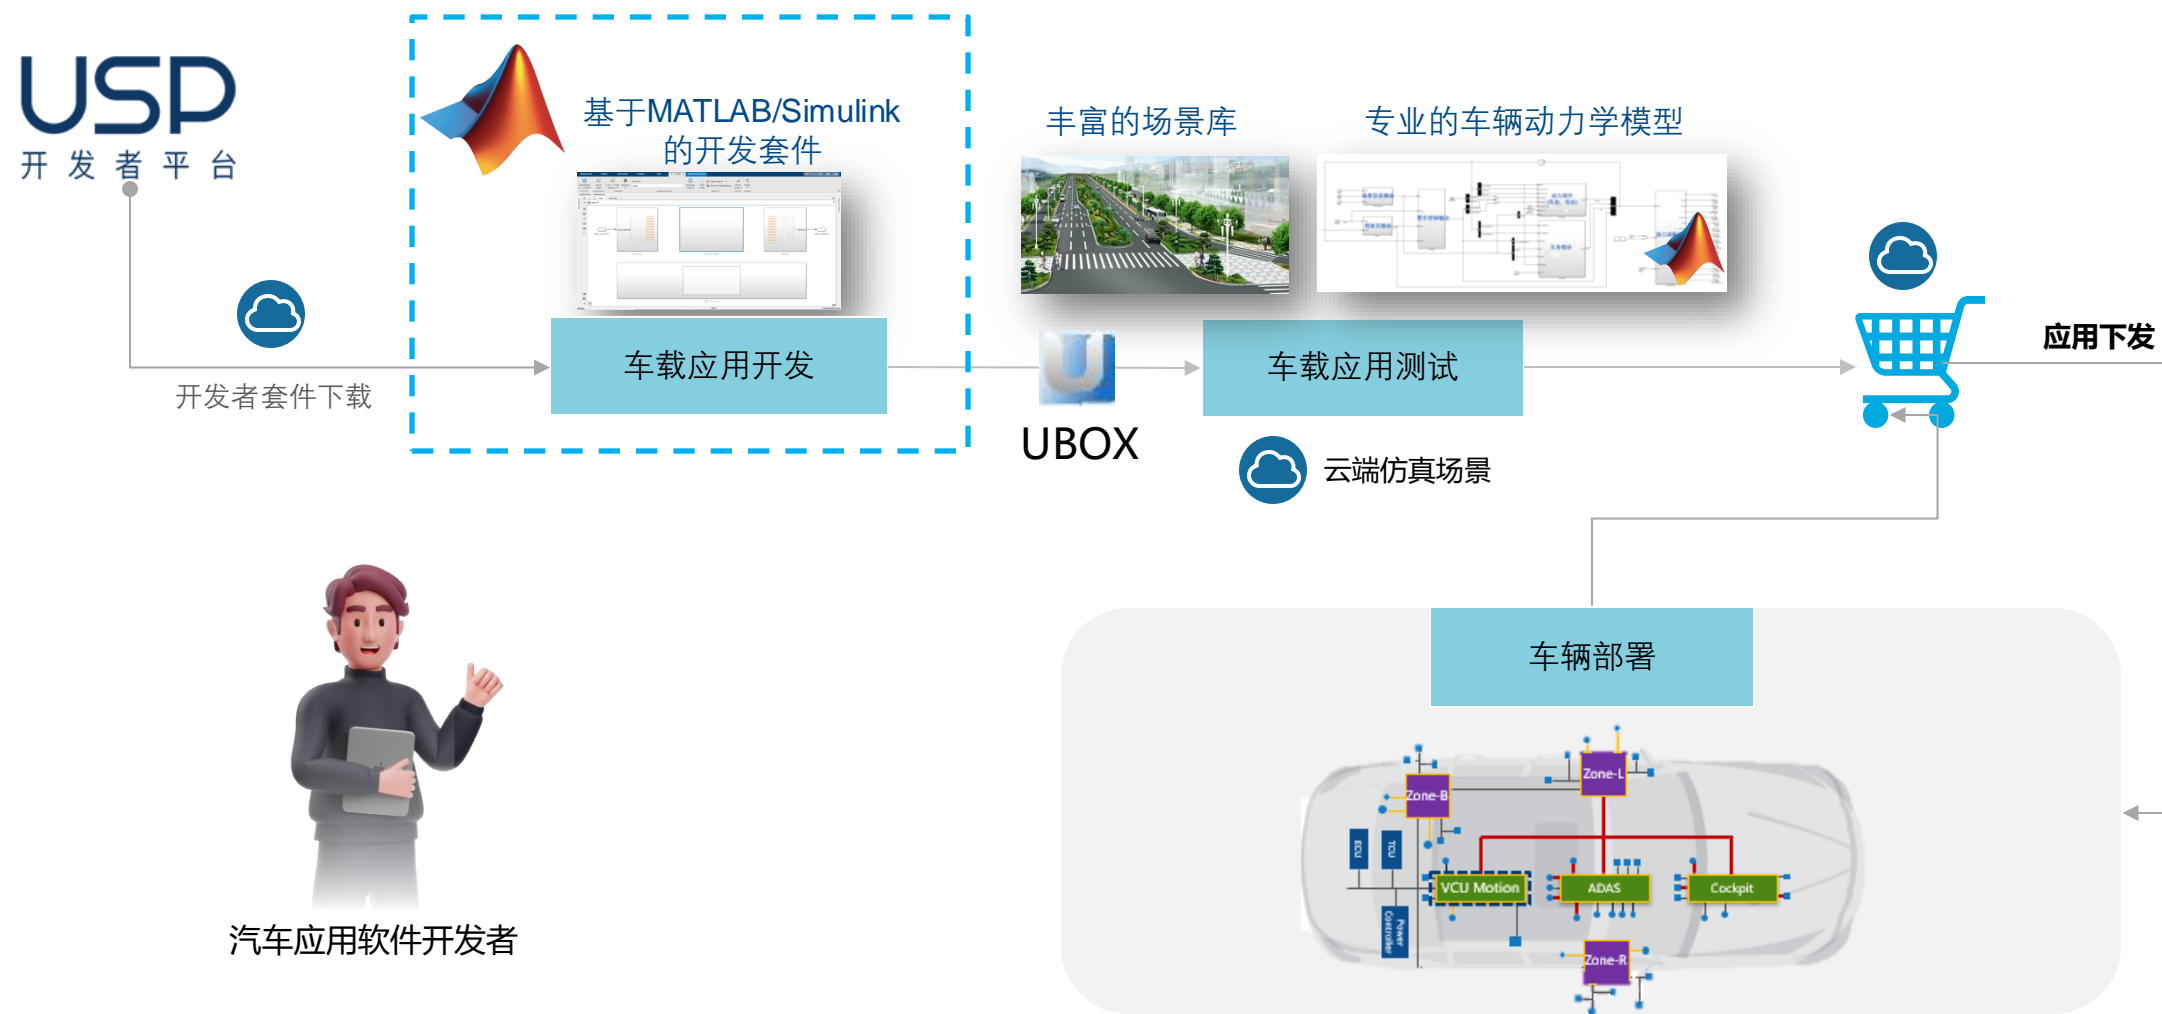 USP
开发者平台
基于MATLAB/Simulink
的开发套件
丰富的场景库
专业的车辆动力学模型
开发者套件下载
车载应用开发
UBOX
车载应用测试
云端仿真场景
应用下发
车辆部署
汽车应用软件开发者
Zone-L
Zone-B
ECU
TCU
VCU Motion
ADAS
Cockpit
Power
Controller
Zone-R